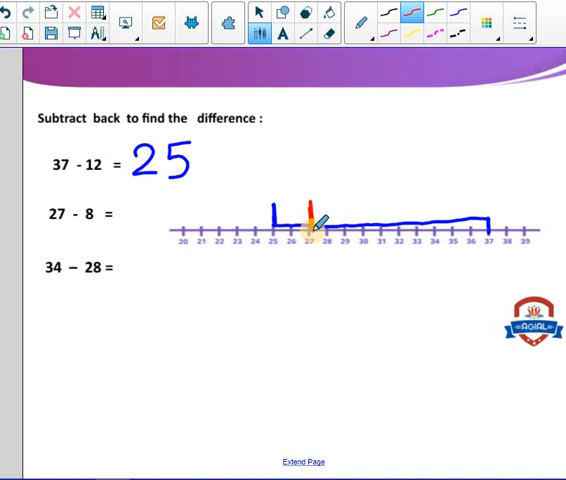 Subtract back to find the difference :
37 - 12 = 25
27 - 8 =
20 21 22 23 24 25 26 27 28 29 30 31 32 33 34 35 36 37 38 39
34 – 28 =
AGIAL
Extend Page